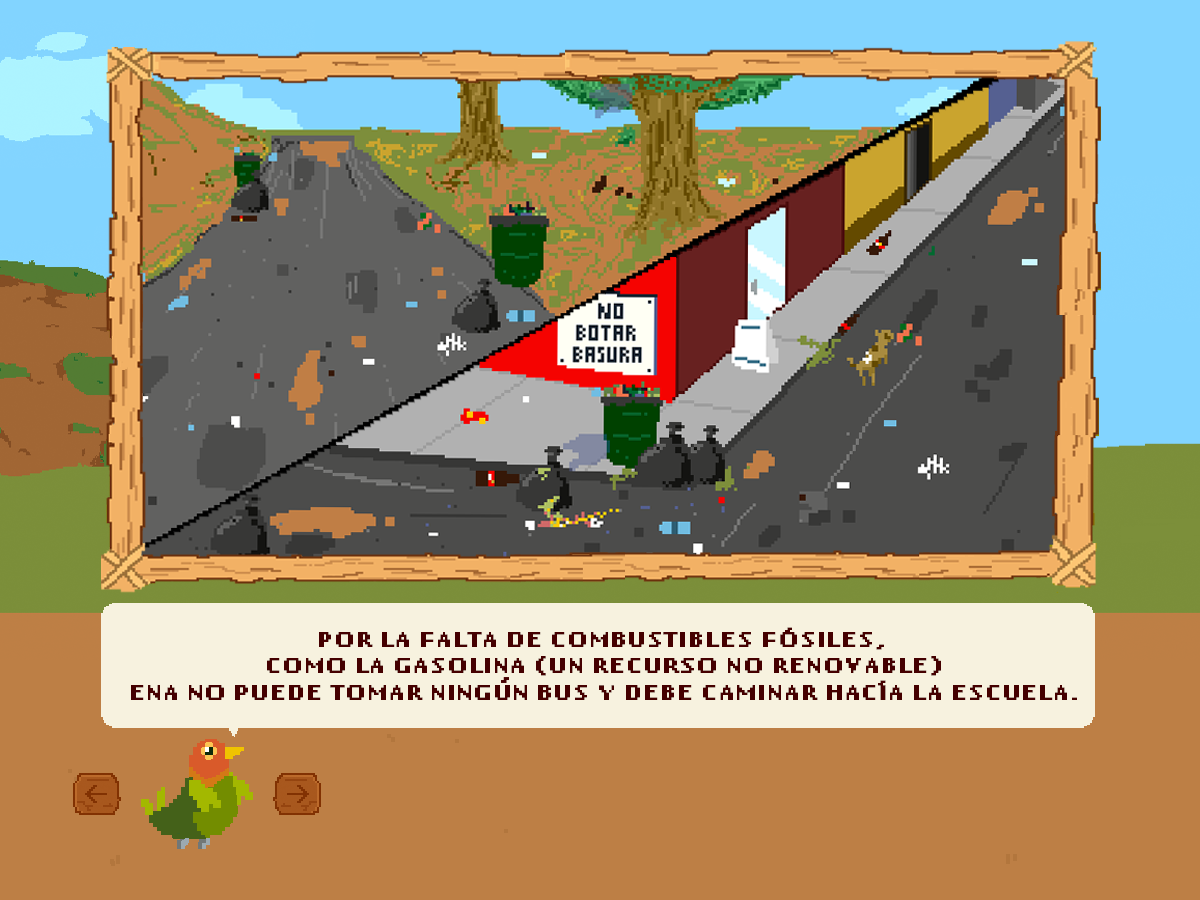 NO
BOTAR
BASURA
POR LA FALTA DE COMBUSTIBLES FÓSILES,
COMO LA GASOLINA (UN RECURSO NO RENOVABLE)
ENA NO PUEDE TOMAR NINGÚN BUS Y DEBE CAMINAR HACÍA LA ESCUELA.